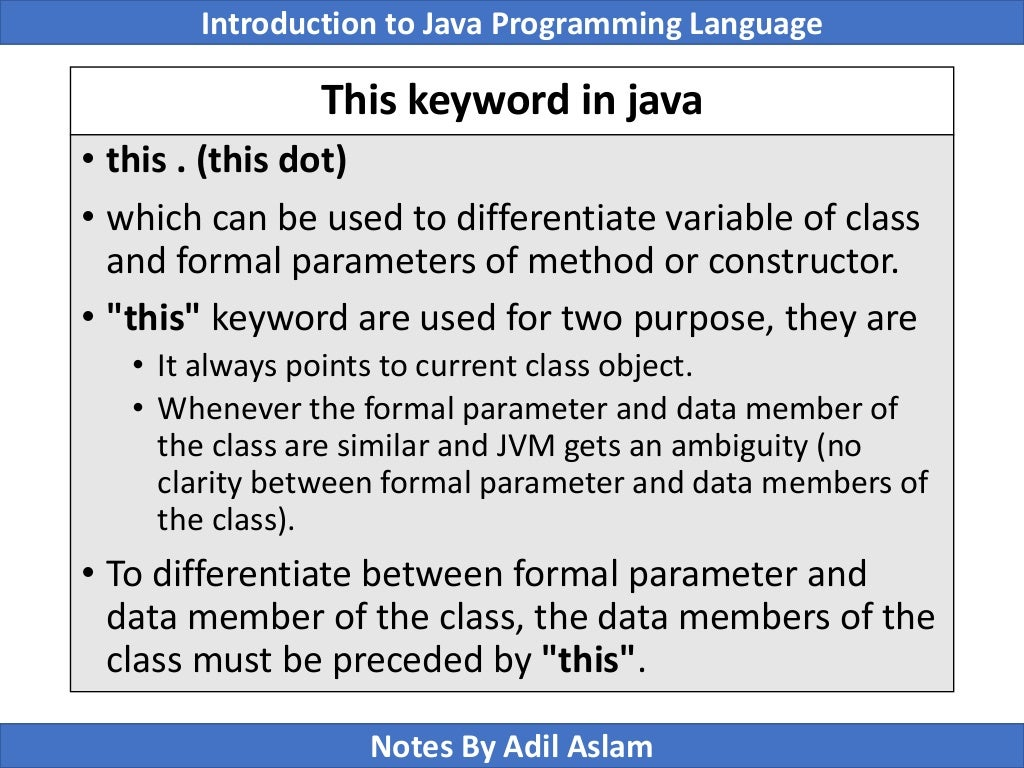 Introduction to Java Programming Language
This keyword in java
• this . (this dot)
• which can be used to differentiate variable of class
and formal parameters of method or constructor.
• "this" keyword are used for two purpose, they are
• It always points to current class object.
• Whenever the formal parameter and data member of
the class are similar and JVM gets an ambiguity (no
clarity between formal parameter and data members of
the class).
• To differentiate between formal parameter and
data member of the class, the data members of the
class must be preceded by "this".
Notes By Adil Aslam